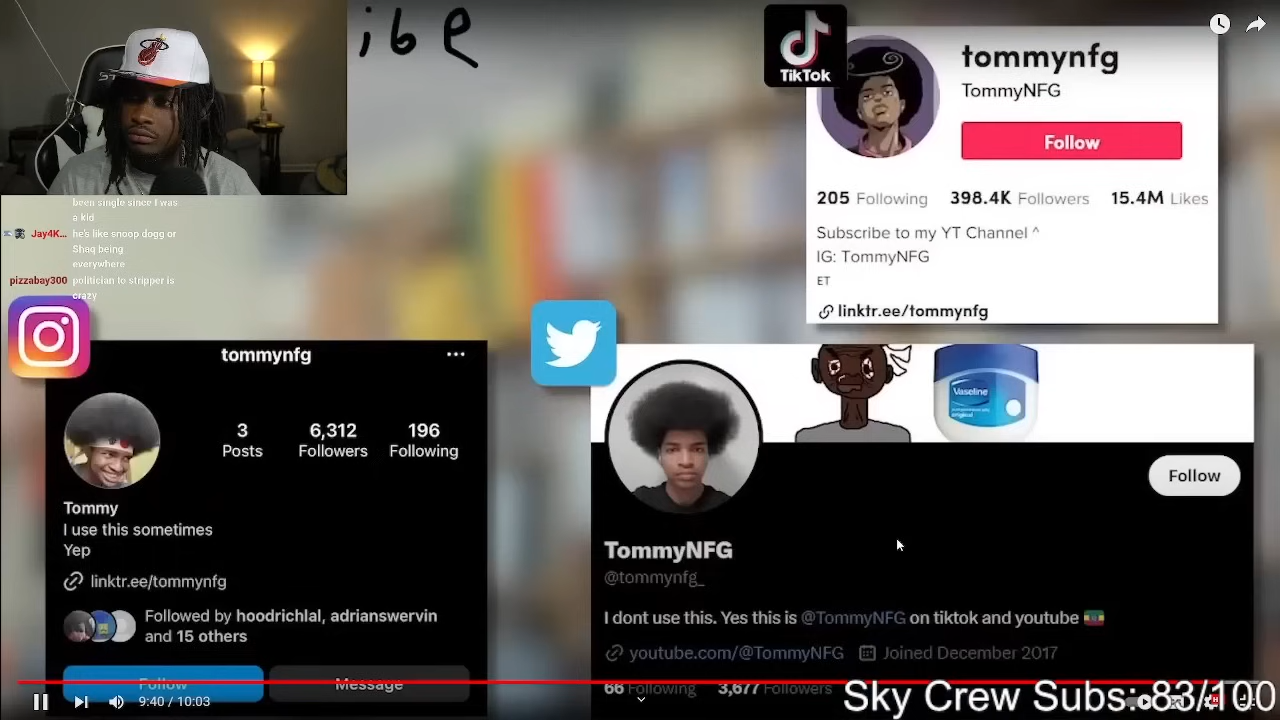 ibe
TikTok
tommynfg
TommyNFG
Follow
205 Following 398.4K Followers 15.4M Likes
Subscribe to my YT Channel ^
IG: TommyNFG
ET
linktr.ee/tommynfg
been single since I was
a kid
Jay4K... he's like snoop dogg or
Shaq being
everywhere
pizzabay300 politician to stripper is
crazy
tommynfg
3 6,312 196
Posts Followers Following
Tommy
I use this sometimes
Yep
linktr.ee/tommynfg
Followed by hoodrichlal, adrianswervin
and 15 others
Follow Message
Vaseline
Follow
TommyNFG
@tommynfg_
I dont use this. Yes this is @TommyNFG on tiktok and youtube
youtube.com/@TommyNFG Joined December 2017
66 Following 3,677 Followers
9:40 / 10:03
Sky Crew Subs: 83/100